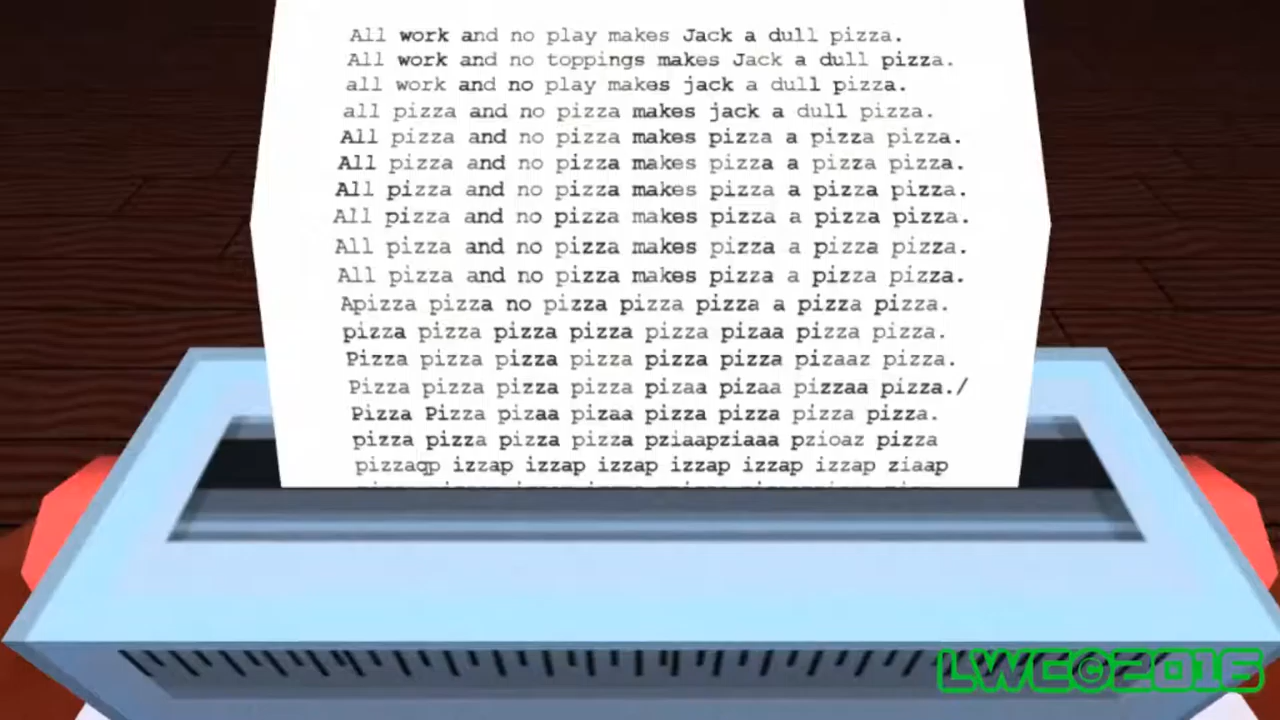 All work and no play makes Jack a dull pizza.
All work and no toppings makes Jack a dull pizza.
all work and no play makes jack a dull pizza.
all pizza and no pizza makes jack a dull pizza.
All pizza and no pizza makes pizza a pizza pizza.
All pizza and no pizza makes pizza a pizza pizza.
All pizza and no pizza makes pizza a pizza pizza.
All pizza and no pizza makes pizza a pizza pizza.
All pizza and no pizza makes pizza a pizza pizza.
All pizza and no pizza makes pizza a pizza pizza.
Apizza pizza no pizza pizza pizza a pizza pizza.
pizza pizza pizza pizza pizza pizaa pizza pizza.
Pizza pizza pizza pizza pizza pizza pizaaz pizza.
Pizza pizza pizza pizza pizaa pizaa pizzaa pizza./
Pizza Pizza pizaa pizaa pizza pizza pizza pizza.
pizza pizza pizza pizza pziaapziaaa pzioaz pizza
pizzaqp izzap izzap izzap izzap izzap izzap ziaap
LWC©2016